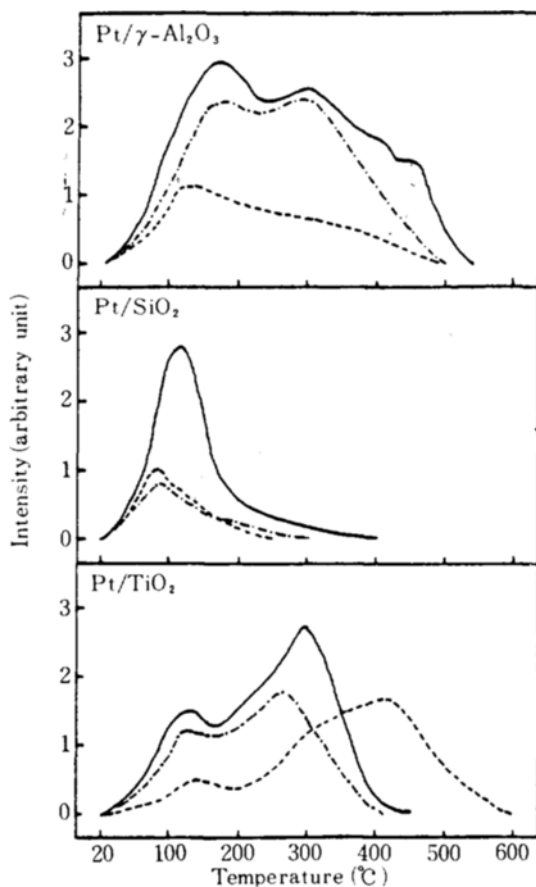 Pt/γ-Al₂O₃
3
2
1
0
Pt/SiO₂
3
2
1
0
Pt/TiO₂
3
2
1
0
Intensity (arbitrary unit)
20 100 200 300 400 500 600
Temperature (℃)